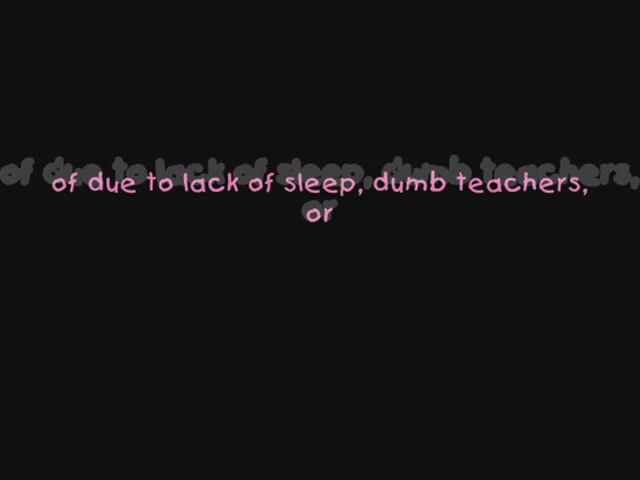 of due to lack of sleep, dumb teachers,
or